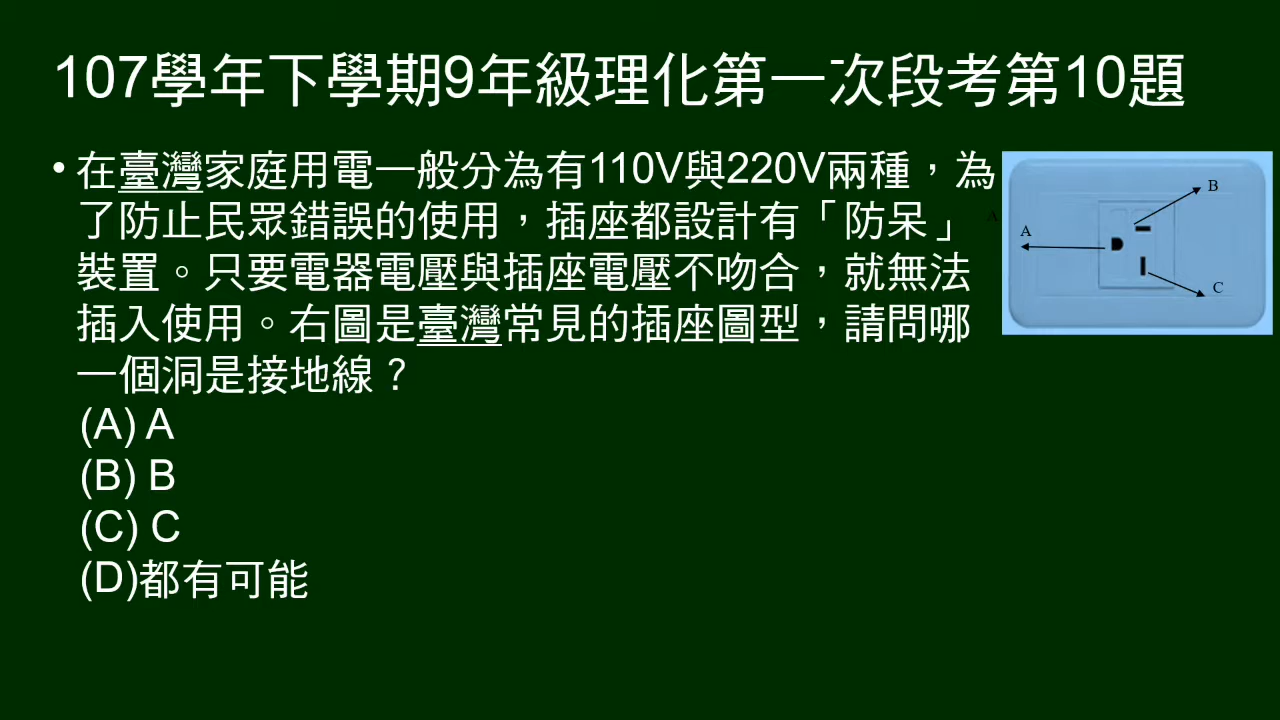 107學年下學期9年級理化第一次段考第10題
• 在臺灣家庭用電一般分為有110V與220V兩種，為
了防止民眾錯誤的使用，插座都設計有「防呆」
裝置。只要電器電壓與插座電壓不吻合，就無法
插入使用。右圖是臺灣常見的插座圖型，請問哪
一個洞是接地線？
(A) A
(B) B
(C) C
(D)都有可能
A
B
A
C